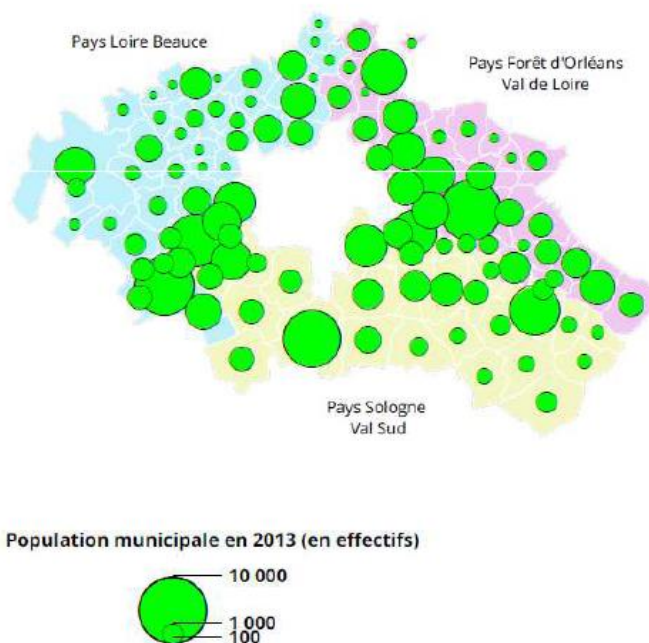 Pays Loire Beauce
Pays Forêt d'Orléans
Val de Loire
Pays Sologne
Val Sud
Population municipale en 2013 (en effectifs)
10 000
1 000
100